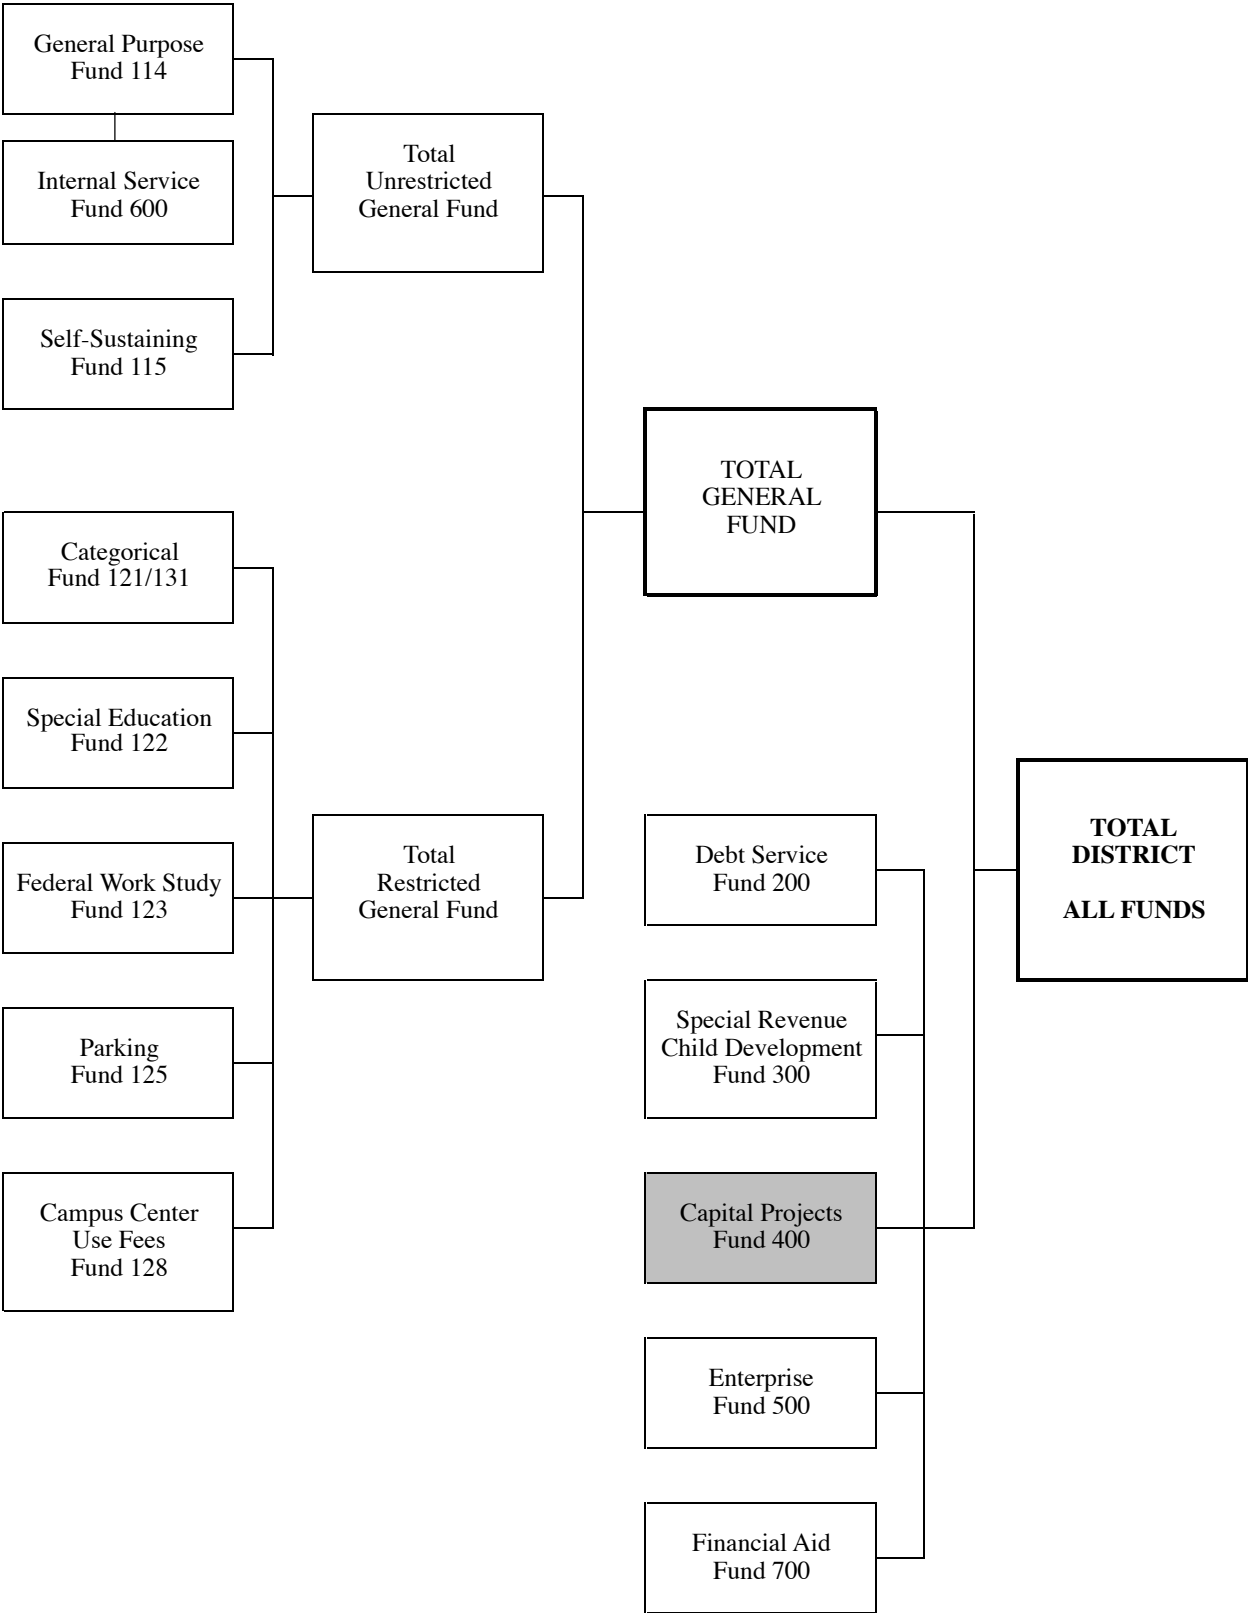 General Purpose
Fund 114
Internal Service
Fund 600
Self-Sustaining
Fund 115
Total
Unrestricted
General Fund
Categorical
Fund 121/131
Special Education
Fund 122
Federal Work Study
Fund 123
Parking
Fund 125
Campus Center
Use Fees
Fund 128
Total
Restricted
General Fund
TOTAL
GENERAL
FUND
Debt Service
Fund 200
Special Revenue
Child Development
Fund 300
Capital Projects
Fund 400
Enterprise
Fund 500
Financial Aid
Fund 700
TOTAL
DISTRICT
ALL FUNDS